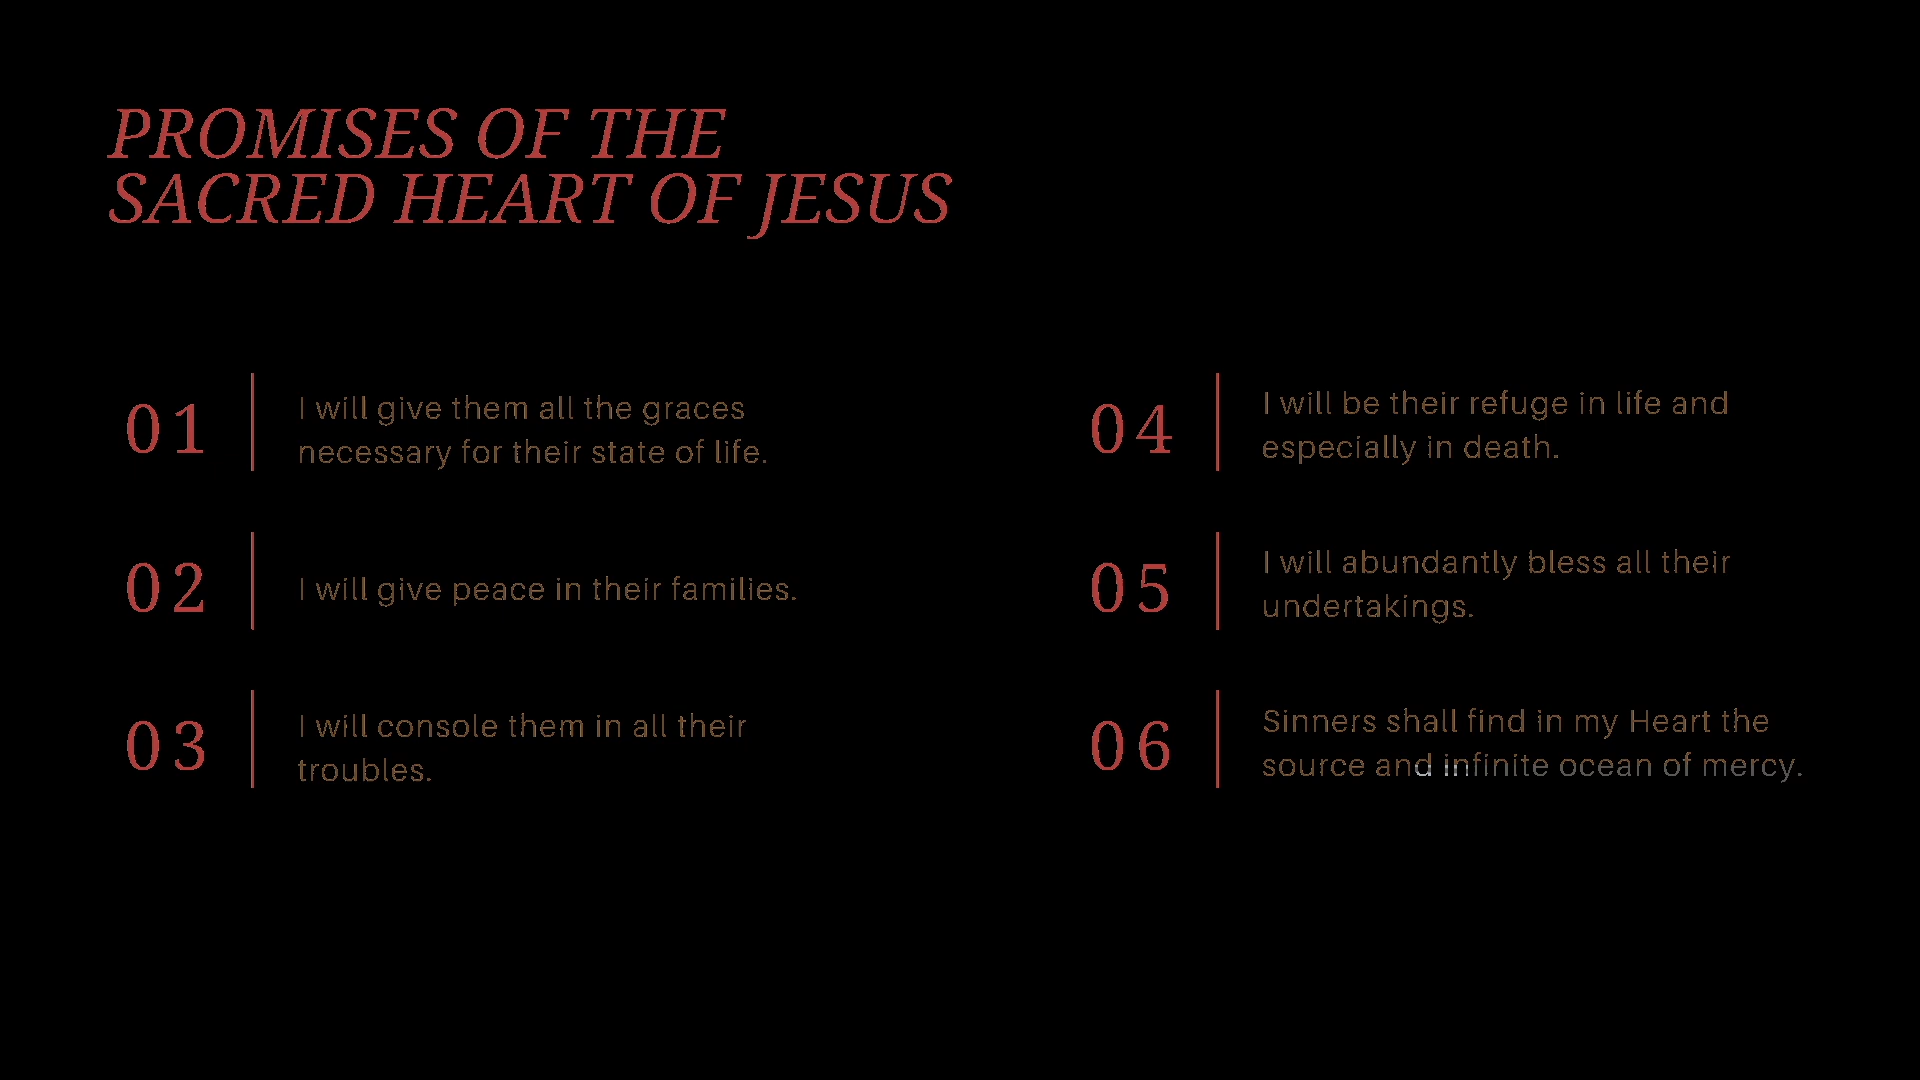 PROMISES OF THE
SACRED HEART OF JESUS
01
I will give them all the graces
necessary for their state of life.
02
I will give peace in their families.
03
I will console them in all their
troubles.
04
I will be their refuge in life and
especially in death.
05
I will abundantly bless all their
undertakings.
06
Sinners shall find in my Heart the
source and infinite ocean of mercy.